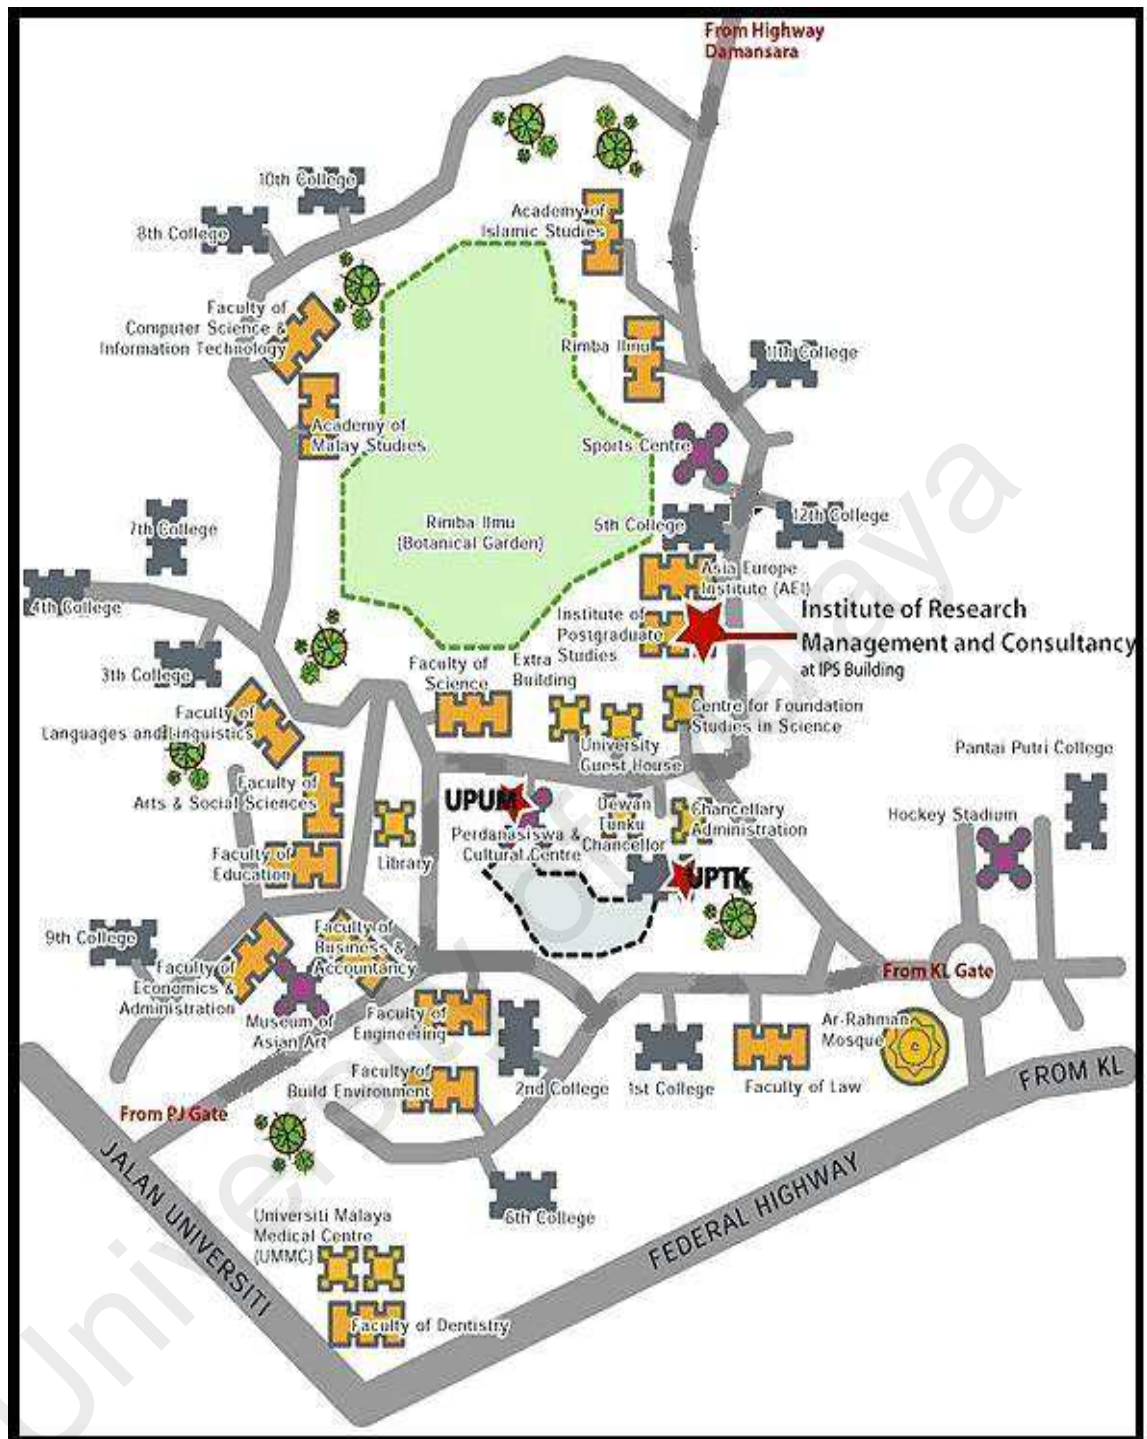 From Highway
Damansara
10th College
8th College
Academy of
Islamic Studies
Faculty of
Computer Science &
Information Technology
Rimba Ilmu
11th College
Academy of
Malay Studies
Sports Centre
7th College
Rimba Ilmu
(Botanical Garden)
5th College
12th College
4th College
Asia Europe
Institute (AEI)
Institute of
Postgraduate
Studies
Institute of Research
Management and Consultancy
at IPS Building
3th College
Faculty of
Science
Extra
Building
Faculty of
Languages and Linguistics
Centre for Foundation
Studies in Science
University
Guest House
Pantai Putri College
Faculty of
Arts & Social Sciences
UPUM
Dewan
Tunku
Chancellor
Chancellary
Administration
Hockey Stadium
Perdanasiswa &
Cultural Centre
Library
Faculty of
Education
UPTK
9th College
Faculty of
Business &
Accountancy
Faculty of
Economics &
Administration
From KL Gate
Museum of
Asian Art
Faculty of
Engineering
Ar-Rahman
Mosque
Faculty of
Build Environment
2nd College
1st College
Faculty of Law
FROM KL
From PJ Gate
JALAN UNIVERSITI
FEDERAL HIGHWAY
6th College
Universiti Malaya
Medical Centre
(UMMC)
Faculty of Dentistry
University of Malaya